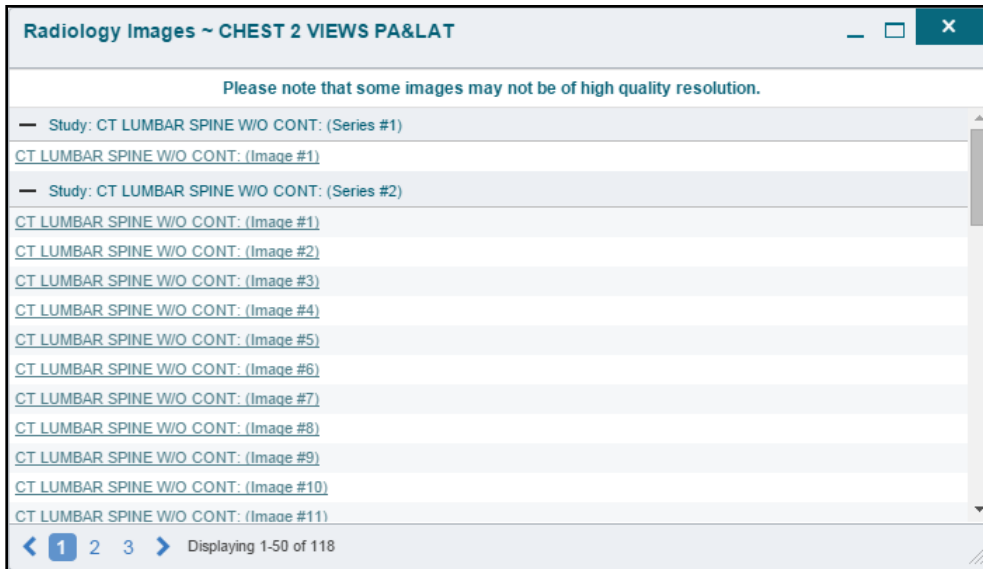 Radiology Images ~ CHEST 2 VIEWS PA&LAT
Please note that some images may not be of high quality resolution.
Study: CT LUMBAR SPINE W/O CONT: (Series #1)
CT LUMBAR SPINE W/O CONT: (Image #1)
Study: CT LUMBAR SPINE W/O CONT: (Series #2)
CT LUMBAR SPINE W/O CONT: (Image #1)
CT LUMBAR SPINE W/O CONT: (Image #2)
CT LUMBAR SPINE W/O CONT: (Image #3)
CT LUMBAR SPINE W/O CONT: (Image #4)
CT LUMBAR SPINE W/O CONT: (Image #5)
CT LUMBAR SPINE W/O CONT: (Image #6)
CT LUMBAR SPINE W/O CONT: (Image #7)
CT LUMBAR SPINE W/O CONT: (Image #8)
CT LUMBAR SPINE W/O CONT: (Image #9)
CT LUMBAR SPINE W/O CONT: (Image #10)
CT LUMBAR SPINE W/O CONT: (Image #11)
1 2 3 Displaying 1-50 of 118